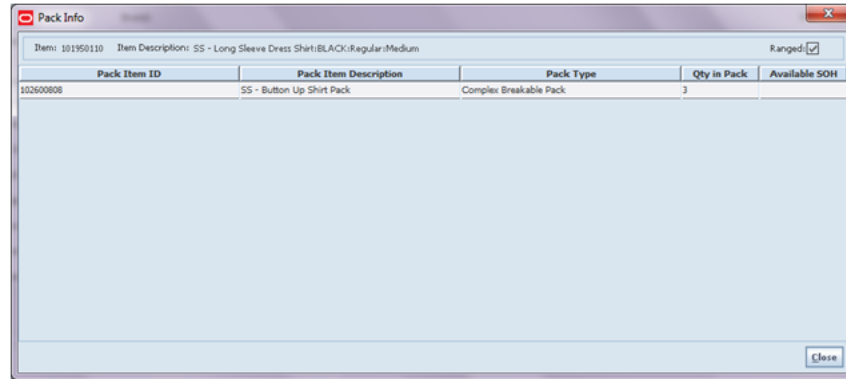 Pack Info
Item: 101950110 Item Description: SS - Long Sleeve Dress Shirt:BLACK:Regular:Medium Ranged:
Pack Item ID Pack Item Description Pack Type Qty in Pack Available SOH
102600808 SS - Button Up Shirt Pack Complex Breakable Pack 3
Close